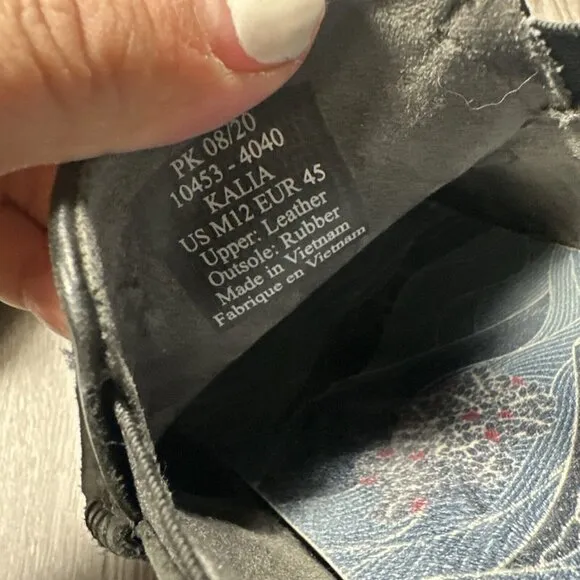 PK 08/20
10453 - 4040
KALIA
US M12 EUR 45
Upper: Leather
Outsole: Rubber
Made in Vietnam
Fabrique en Vietnam